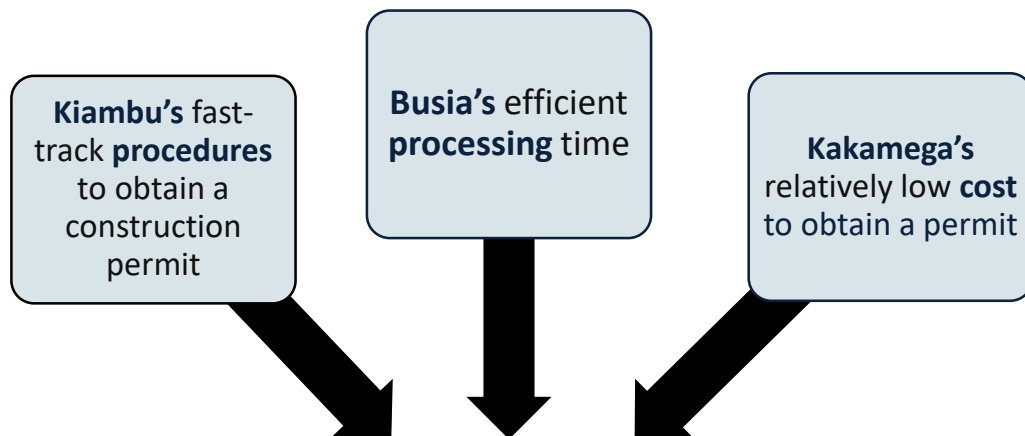 Kiambu’s fast-
track procedures
to obtain a
construction
permit
Busia’s efficient
processing time
Kakamega’s
relatively low cost
to obtain a permit